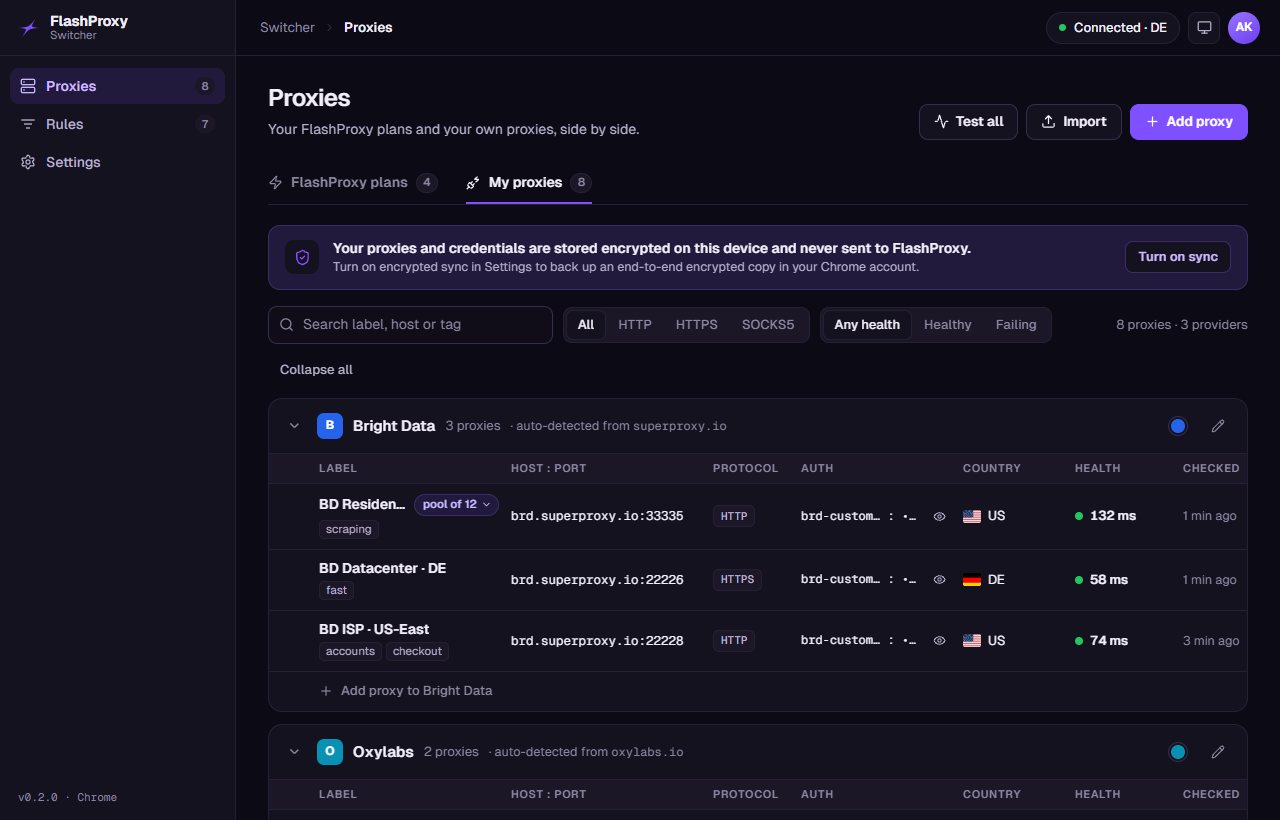 FlashProxy
Switcher
Switcher > Proxies
Connected · DE
AK
Proxies 8
Rules 7
Settings
Proxies
Your FlashProxy plans and your own proxies, side by side.
Test all
Import
+ Add proxy
FlashProxy plans 4
My proxies 8
Your proxies and credentials are stored encrypted on this device and never sent to FlashProxy.
Turn on encrypted sync in Settings to back up an end-to-end encrypted copy in your Chrome account.
Turn on sync
Search label, host or tag
All HTTP HTTPS SOCKS5
Any health Healthy Failing
8 proxies · 3 providers
Collapse all
B Bright Data 3 proxies · auto-detected from superproxy.io
LABEL HOST : PORT PROTOCOL AUTH COUNTRY HEALTH CHECKED
BD Residen… pool of 12
scraping
brd.superproxy.io:33335 HTTP brd-custom… : •… US 132 ms 1 min ago
BD Datacenter · DE
fast
brd.superproxy.io:22226 HTTPS brd-custom… : •… DE 58 ms 1 min ago
BD ISP · US-East
accounts checkout
brd.superproxy.io:22228 HTTP brd-custom… : •… US 74 ms 3 min ago
+ Add proxy to Bright Data
O Oxylabs 2 proxies · auto-detected from oxylabs.io
LABEL HOST : PORT PROTOCOL AUTH COUNTRY HEALTH CHECKED
v0.2.0 · Chrome